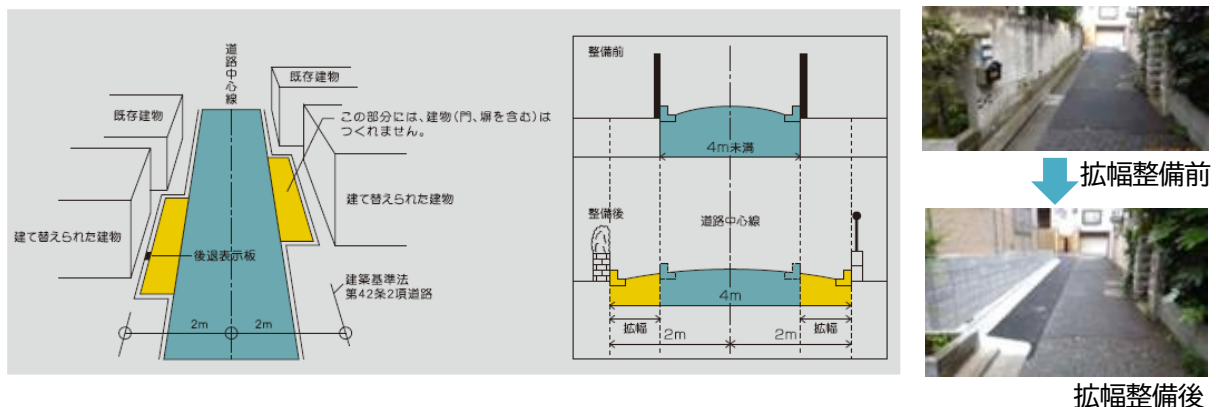 道路中心線
既存建物
既存建物
この部分には、建物（門、塀を含む）は
つくれません。
建て替えられた建物
建て替えられた建物
後退表示板
建築基準法
第42条2項道路
2m
2m
整備前
4m未満
整備後
道路中心線
4m
拡幅
2m
2m
拡幅
拡幅整備前
拡幅整備後